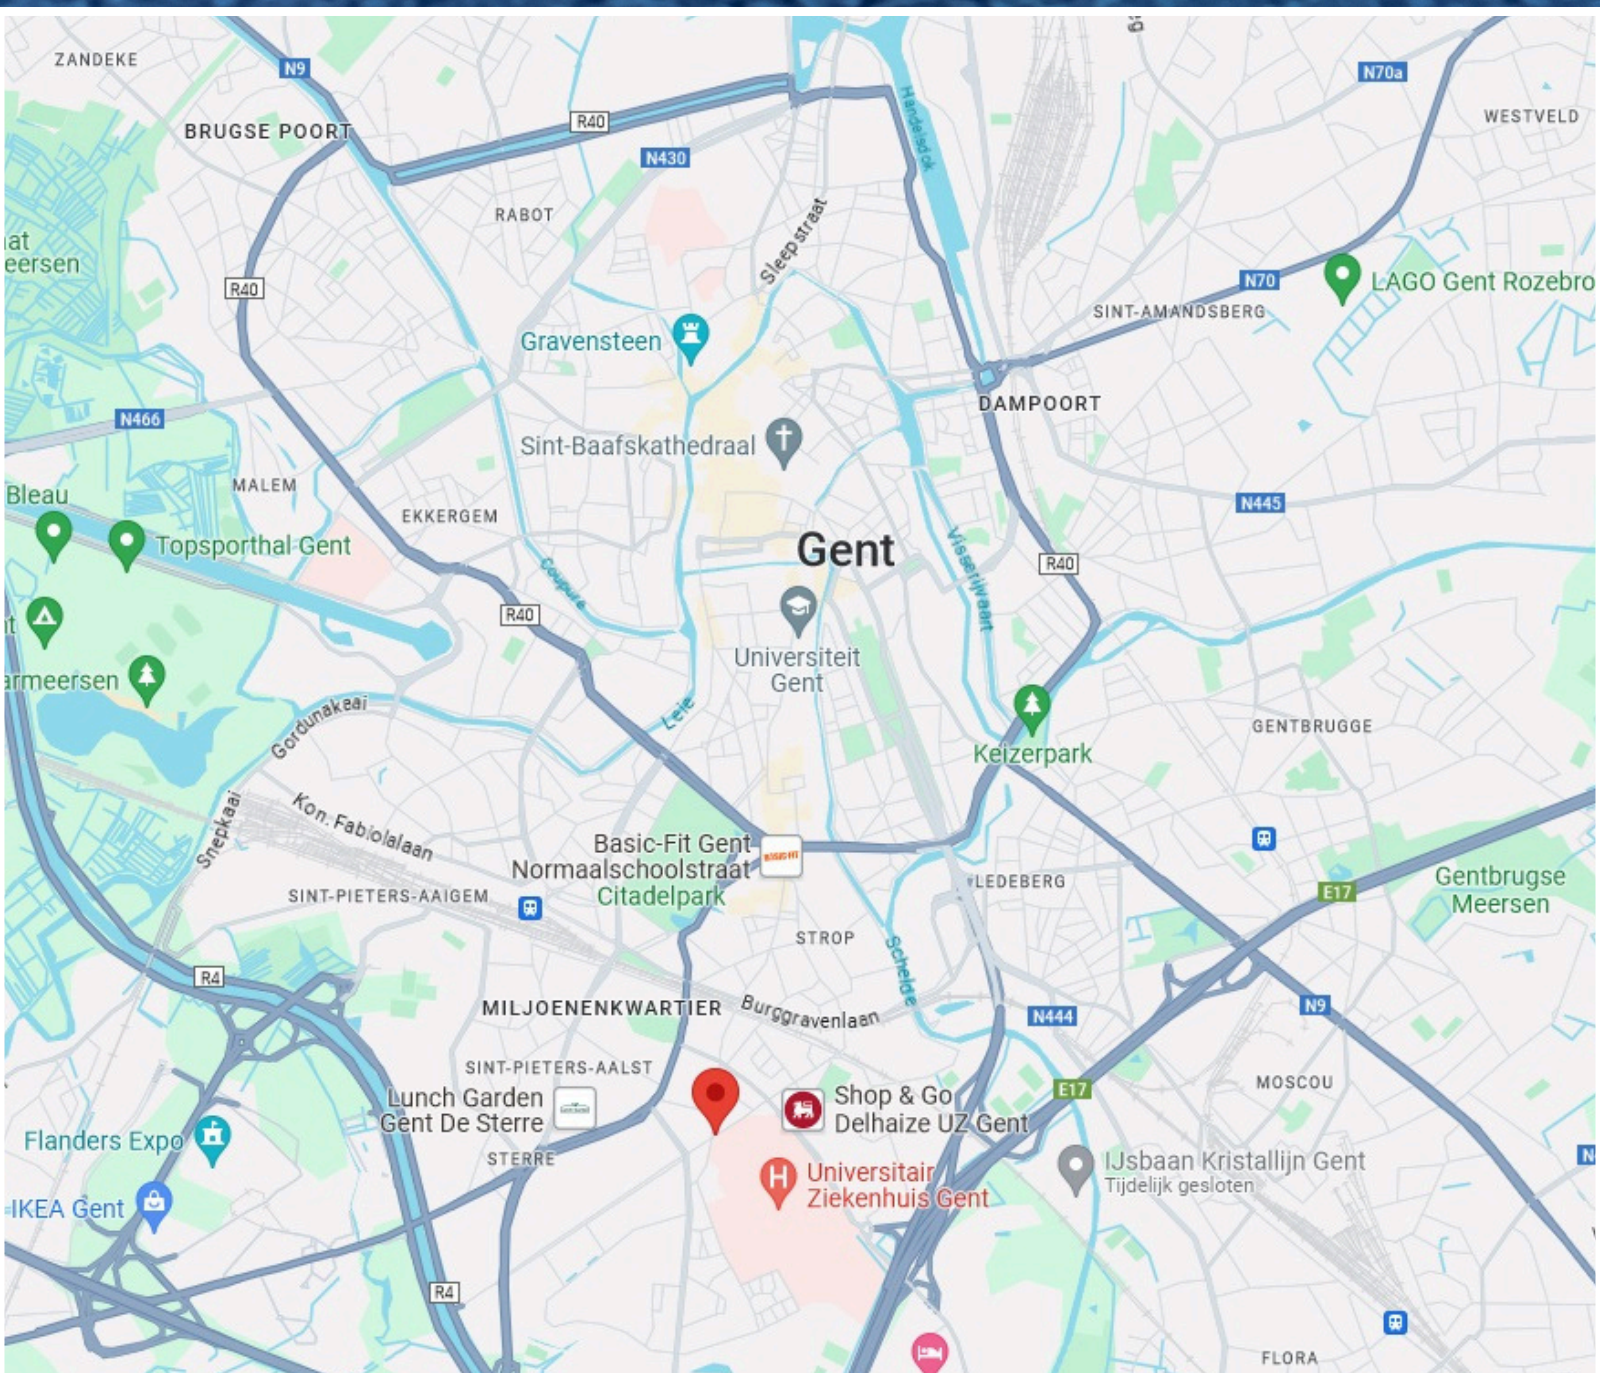 ZANDEKE
N9
N70a
WESTVELD
BRUGSE POORT
R40
N430
Handelsdok
RABOT
Sleepstraat
eersen
R40
N70
LAGO Gent Rozebro
SINT-AMANDSBERG
Gravensteen
DAMPOORT
N466
Sint-Baafskathedraal
MALEM
Bleau
EKKERGEM
N445
Topsporthal Gent
Gent
Visserijvaart
R40
Coupure
R40
Universiteit
Gent
armeersen
Leie
Gordunakaai
GENTBRUGGE
Keizerpark
Snepkaai
Kon. Fabiolalaan
Basic-Fit Gent
Normaalschoolstraat
BASIC-FIT
Citadelpark
LEDEBERG
E17
Gentbrugse
Meersen
SINT-PIETERS-AAIGEM
STROP
Schelde
R4
MILJOENENKWARTIER
Burggravenlaan
N444
N9
SINT-PIETERS-AALST
E17
MOSCOU
Lunch Garden
Gent De Sterre
Shop & Go
Delhaize UZ Gent
Flanders Expo
STERRE
Universitair
Ziekenhuis Gent
H
IJsbaan Kristallijn Gent
Tijdelijk gesloten
IKEA Gent
R4
FLORA